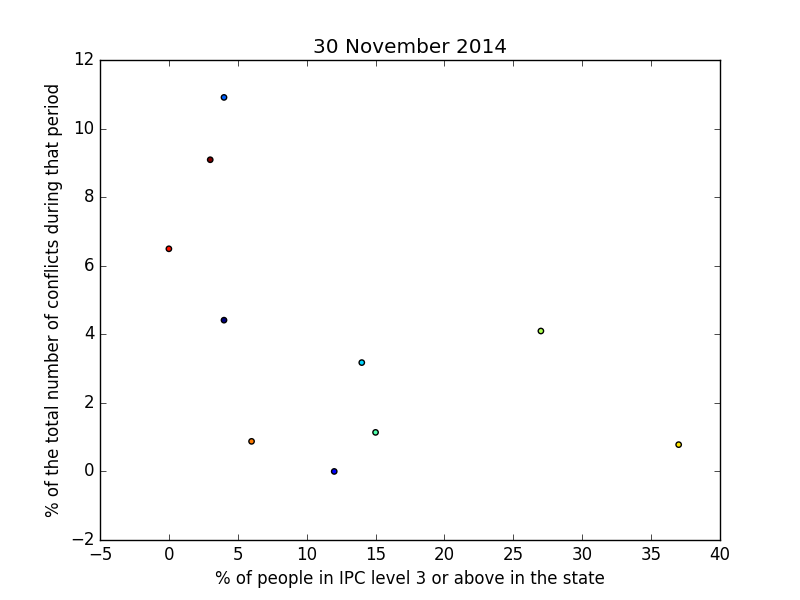 30 November 2014
% of the total number of conflicts during that period
12
10
8
6
4
2
0
−2
−5 0 5 10 15 20 25 30 35 40
% of people in IPC level 3 or above in the state